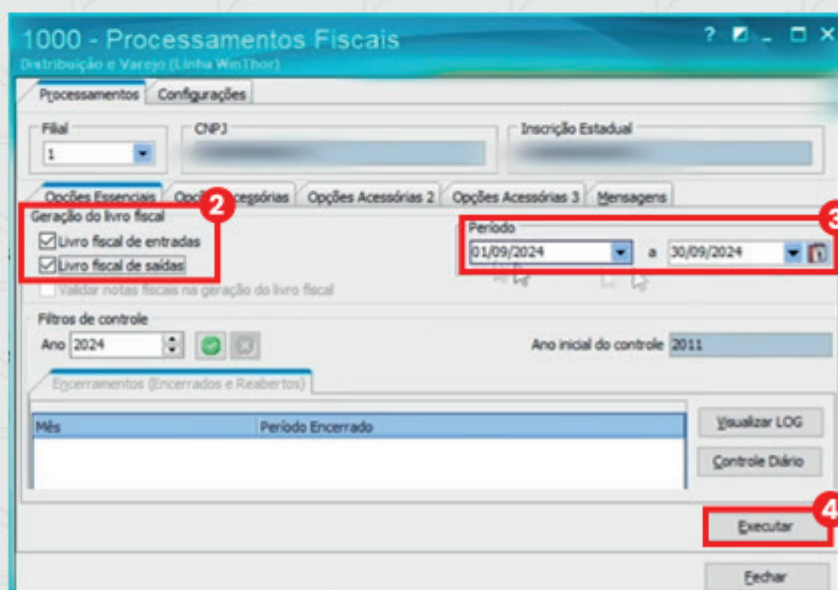 1000 - Processamentos Fiscais
Distribuição e Varejo (Linha WinThor)
Processamentos Configurações
Filial CNPJ Inscrição Estadual
1
Opções Essenciais Opções Acessórias Opções Acessórias 2 Opções Acessórias 3 Mensagens
2
3
Geração do livro fiscal
Período
Livro fiscal de entradas
01/09/2024 a 30/09/2024
Livro fiscal de saídas
Validar notas fiscais na geração do livro fiscal
Filtros de controle
Ano 2024 Ano inicial do controle 2011
Encerramentos (Encerrados e Reabertos)
Mês Período Encerrado
Visualizar LOG
Controle Diário
4
Executar
Fechar